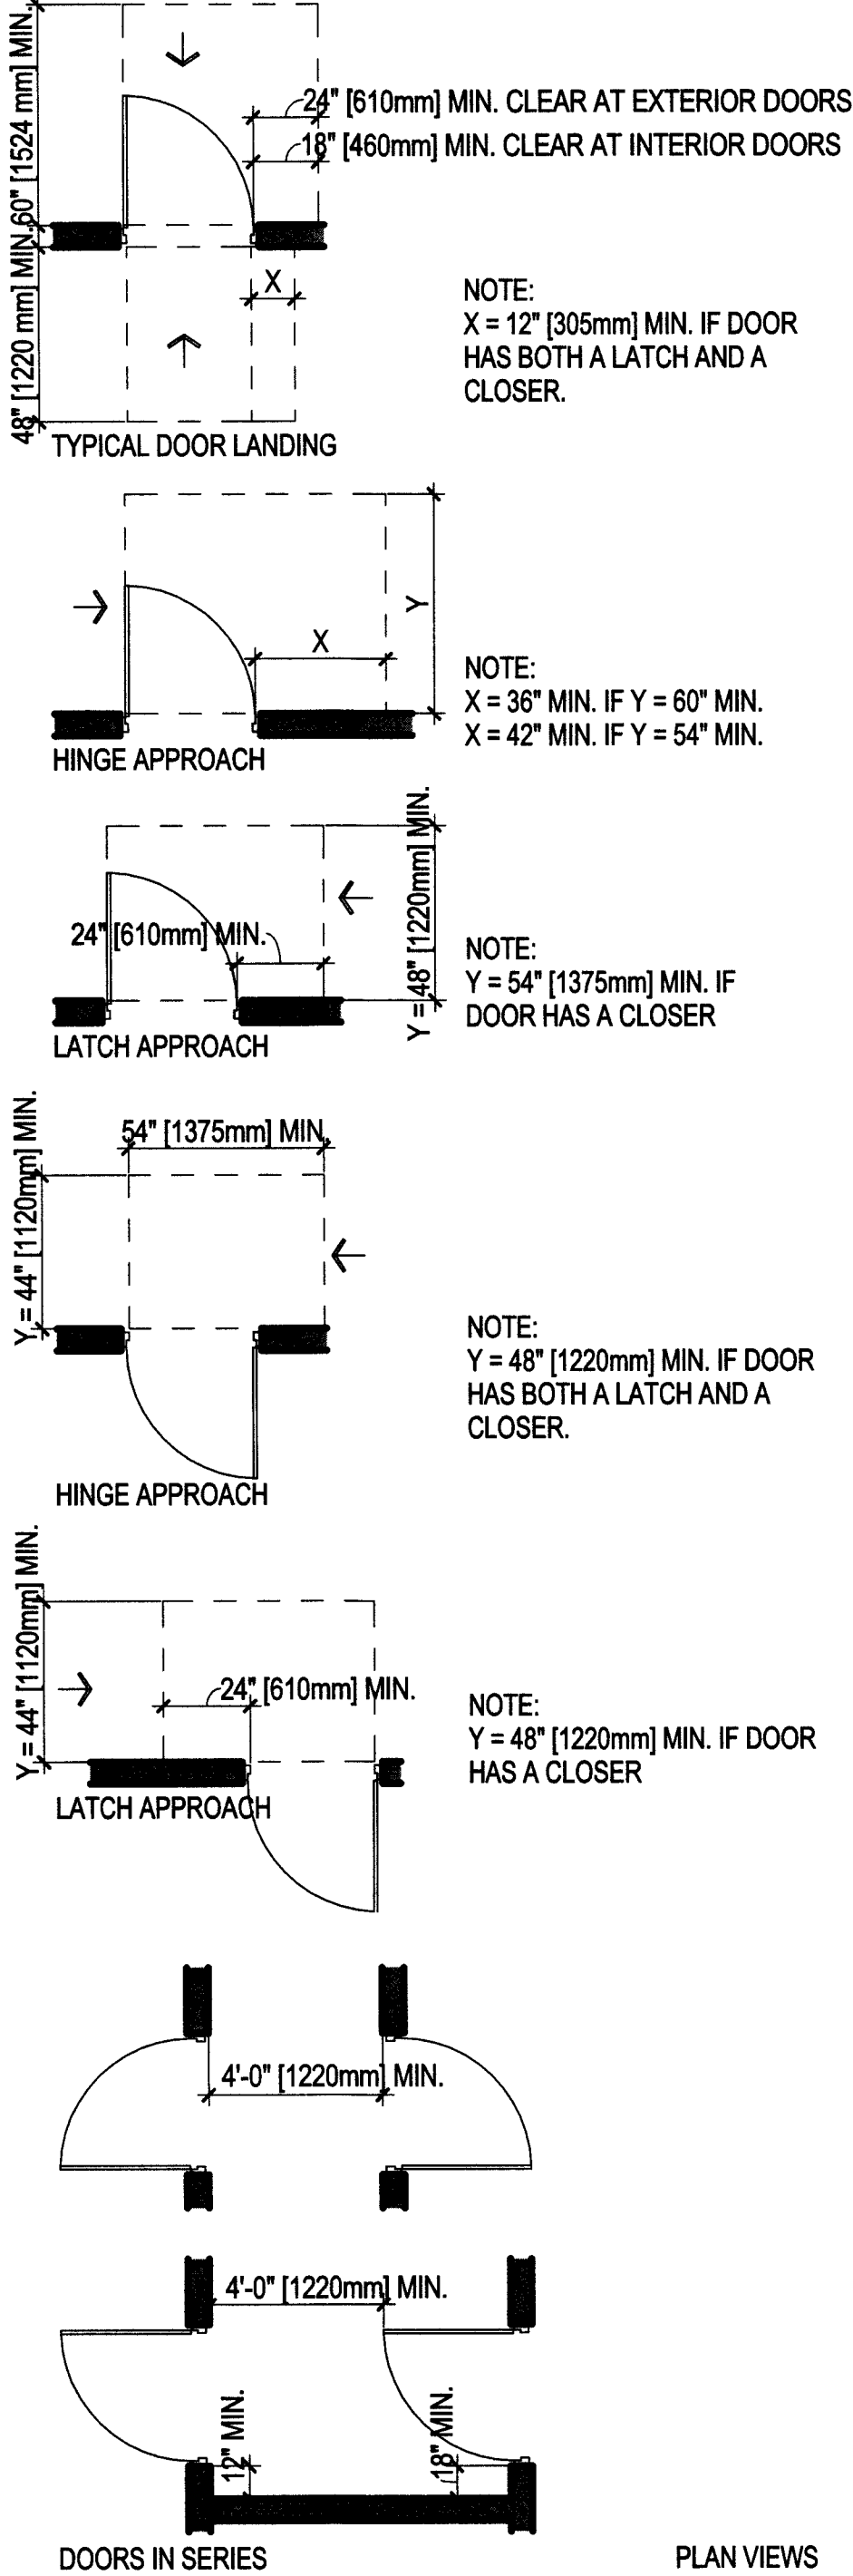 60" [1524 mm] MIN.
24" [610mm] MIN. CLEAR AT EXTERIOR DOORS
18" [460mm] MIN. CLEAR AT INTERIOR DOORS
48" [1220 mm] MIN.
X
NOTE:
X = 12" [305mm] MIN. IF DOOR
HAS BOTH A LATCH AND A
CLOSER.
TYPICAL DOOR LANDING
Y
X
NOTE:
X = 36" MIN. IF Y = 60" MIN.
X = 42" MIN. IF Y = 54" MIN.
HINGE APPROACH
Y = 48" [1220mm] MIN.
24" [610mm] MIN.
NOTE:
Y = 54" [1375mm] MIN. IF
DOOR HAS A CLOSER
LATCH APPROACH
54" [1375mm] MIN.
Y = 44" [1120mm] MIN.
NOTE:
Y = 48" [1220mm] MIN. IF DOOR
HAS BOTH A LATCH AND A
CLOSER.
HINGE APPROACH
Y = 44" [1120mm] MIN.
24" [610mm] MIN.
NOTE:
Y = 48" [1220mm] MIN. IF DOOR
HAS A CLOSER
LATCH APPROACH
4'-0" [1220mm] MIN.
4'-0" [1220mm] MIN.
12" MIN.
18" MIN.
DOORS IN SERIES
PLAN VIEWS